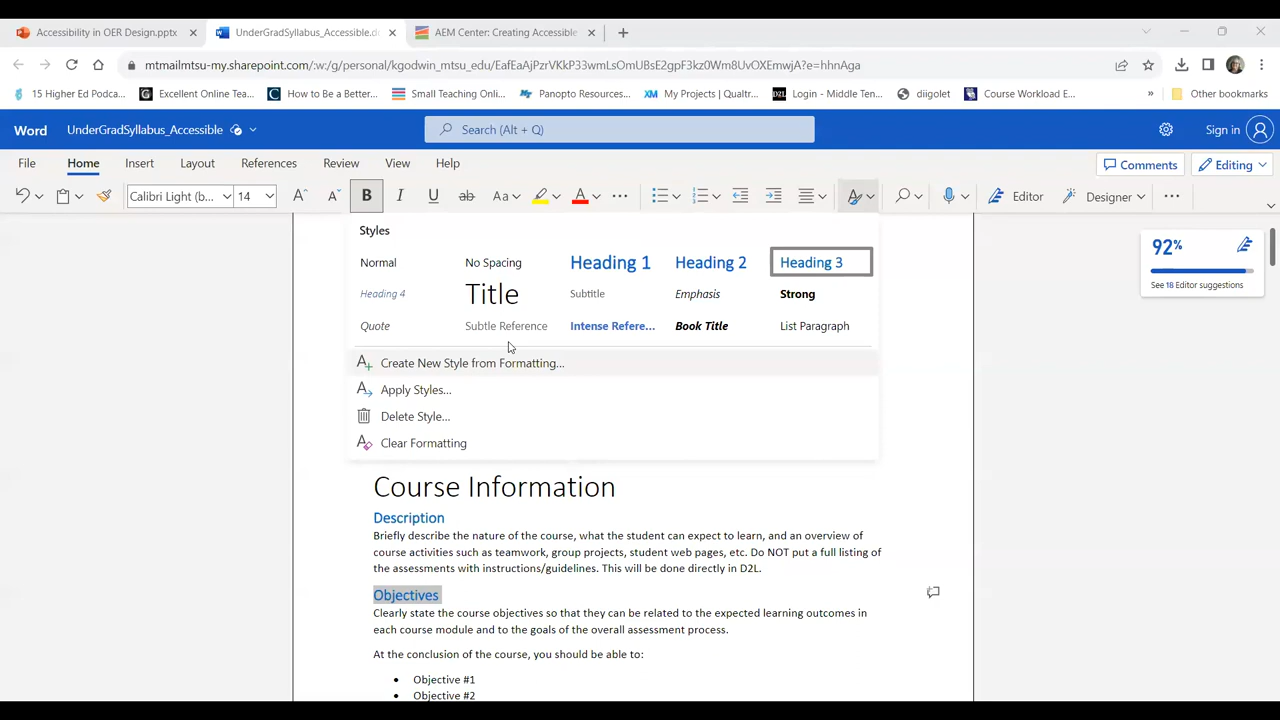 Accessibility in OER Design.pptx UnderGradSyllabus_Accessible.d AEM Center: Creating Accessible
mtmailmtsu-my.sharepoint.com/:w:/g/personal/kgodwin_mtsu_edu/EafEaAjPzrVKkP33wmLsOmUBsE2gpF3kz0Wm8UvOXEmwjA?e=hhnAga
15 Higher Ed Podca... Excellent Online Tea... How to Be a Bette... Small Teaching Onli... Panopto Resources... XM My Projects | Qualtr... D2L Login - Middle Ten... diigolet Course Workload E... » Other bookmarks
Word UnderGradSyllabus_Accessible Search (Alt + Q) Sign in
File Home Insert Layout References Review View Help Comments Editing
Calibri Light (b... 14 A A B I U ab Aa A ... Editor Designer ...
Styles
Normal No Spacing Heading 1 Heading 2 Heading 3
Heading 4 Title Subtitle Emphasis Strong
Quote Subtle Reference Intense Refere... Book Title List Paragraph
Create New Style from Formatting...
Apply Styles...
Delete Style...
Clear Formatting
92%
See 18 Editor suggestions
Course Information
Description
Briefly describe the nature of the course, what the student can expect to learn, and an overview of
course activities such as teamwork, group projects, student web pages, etc. Do NOT put a full listing of
the assessments with instructions/guidelines. This will be done directly in D2L.
Objectives
Clearly state the course objectives so that they can be related to the expected learning outcomes in
each course module and to the goals of the overall assessment process.
At the conclusion of the course, you should be able to:
• Objective #1
• Objective #2